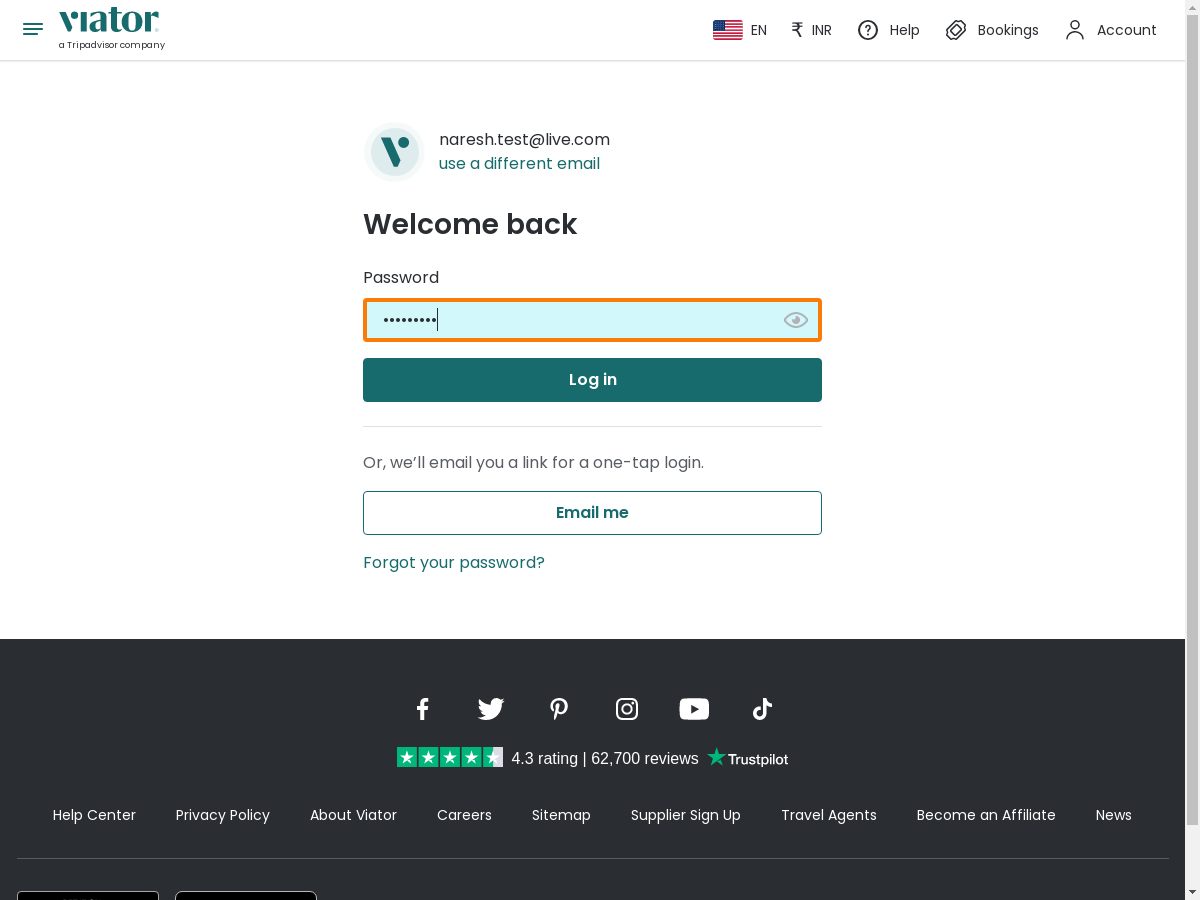 viator
a Tripadvisor company
EN
₹ INR
Help
Bookings
Account
naresh.test@live.com
use a different email
Welcome back
Password
•••••••••
Log in
Or, we’ll email you a link for a one-tap login.
Email me
Forgot your password?
4.3 rating | 62,700 reviews
Trustpilot
Help Center
Privacy Policy
About Viator
Careers
Sitemap
Supplier Sign Up
Travel Agents
Become an Affiliate
News